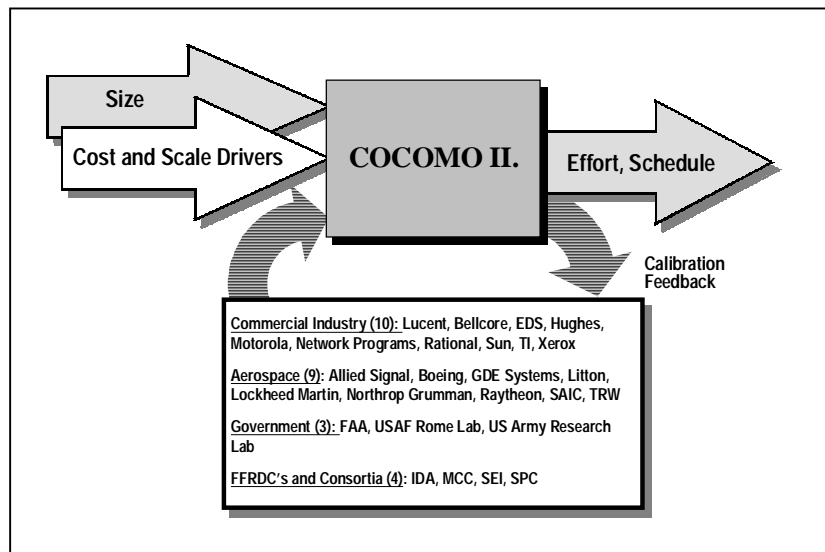 Size
Cost and Scale Drivers
COCOMO II.
Effort, Schedule
Calibration
Feedback
Commercial Industry (10): Lucent, Bellcore, EDS, Hughes,
Motorola, Network Programs, Rational, Sun, TI, Xerox
Aerospace (9): Allied Signal, Boeing, GDE Systems, Litton,
Lockheed Martin, Northrop Grumman, Raytheon, SAIC, TRW
Government (3): FAA, USAF Rome Lab, US Army Research
Lab
FFRDC's and Consortia (4): IDA, MCC, SEI, SPC